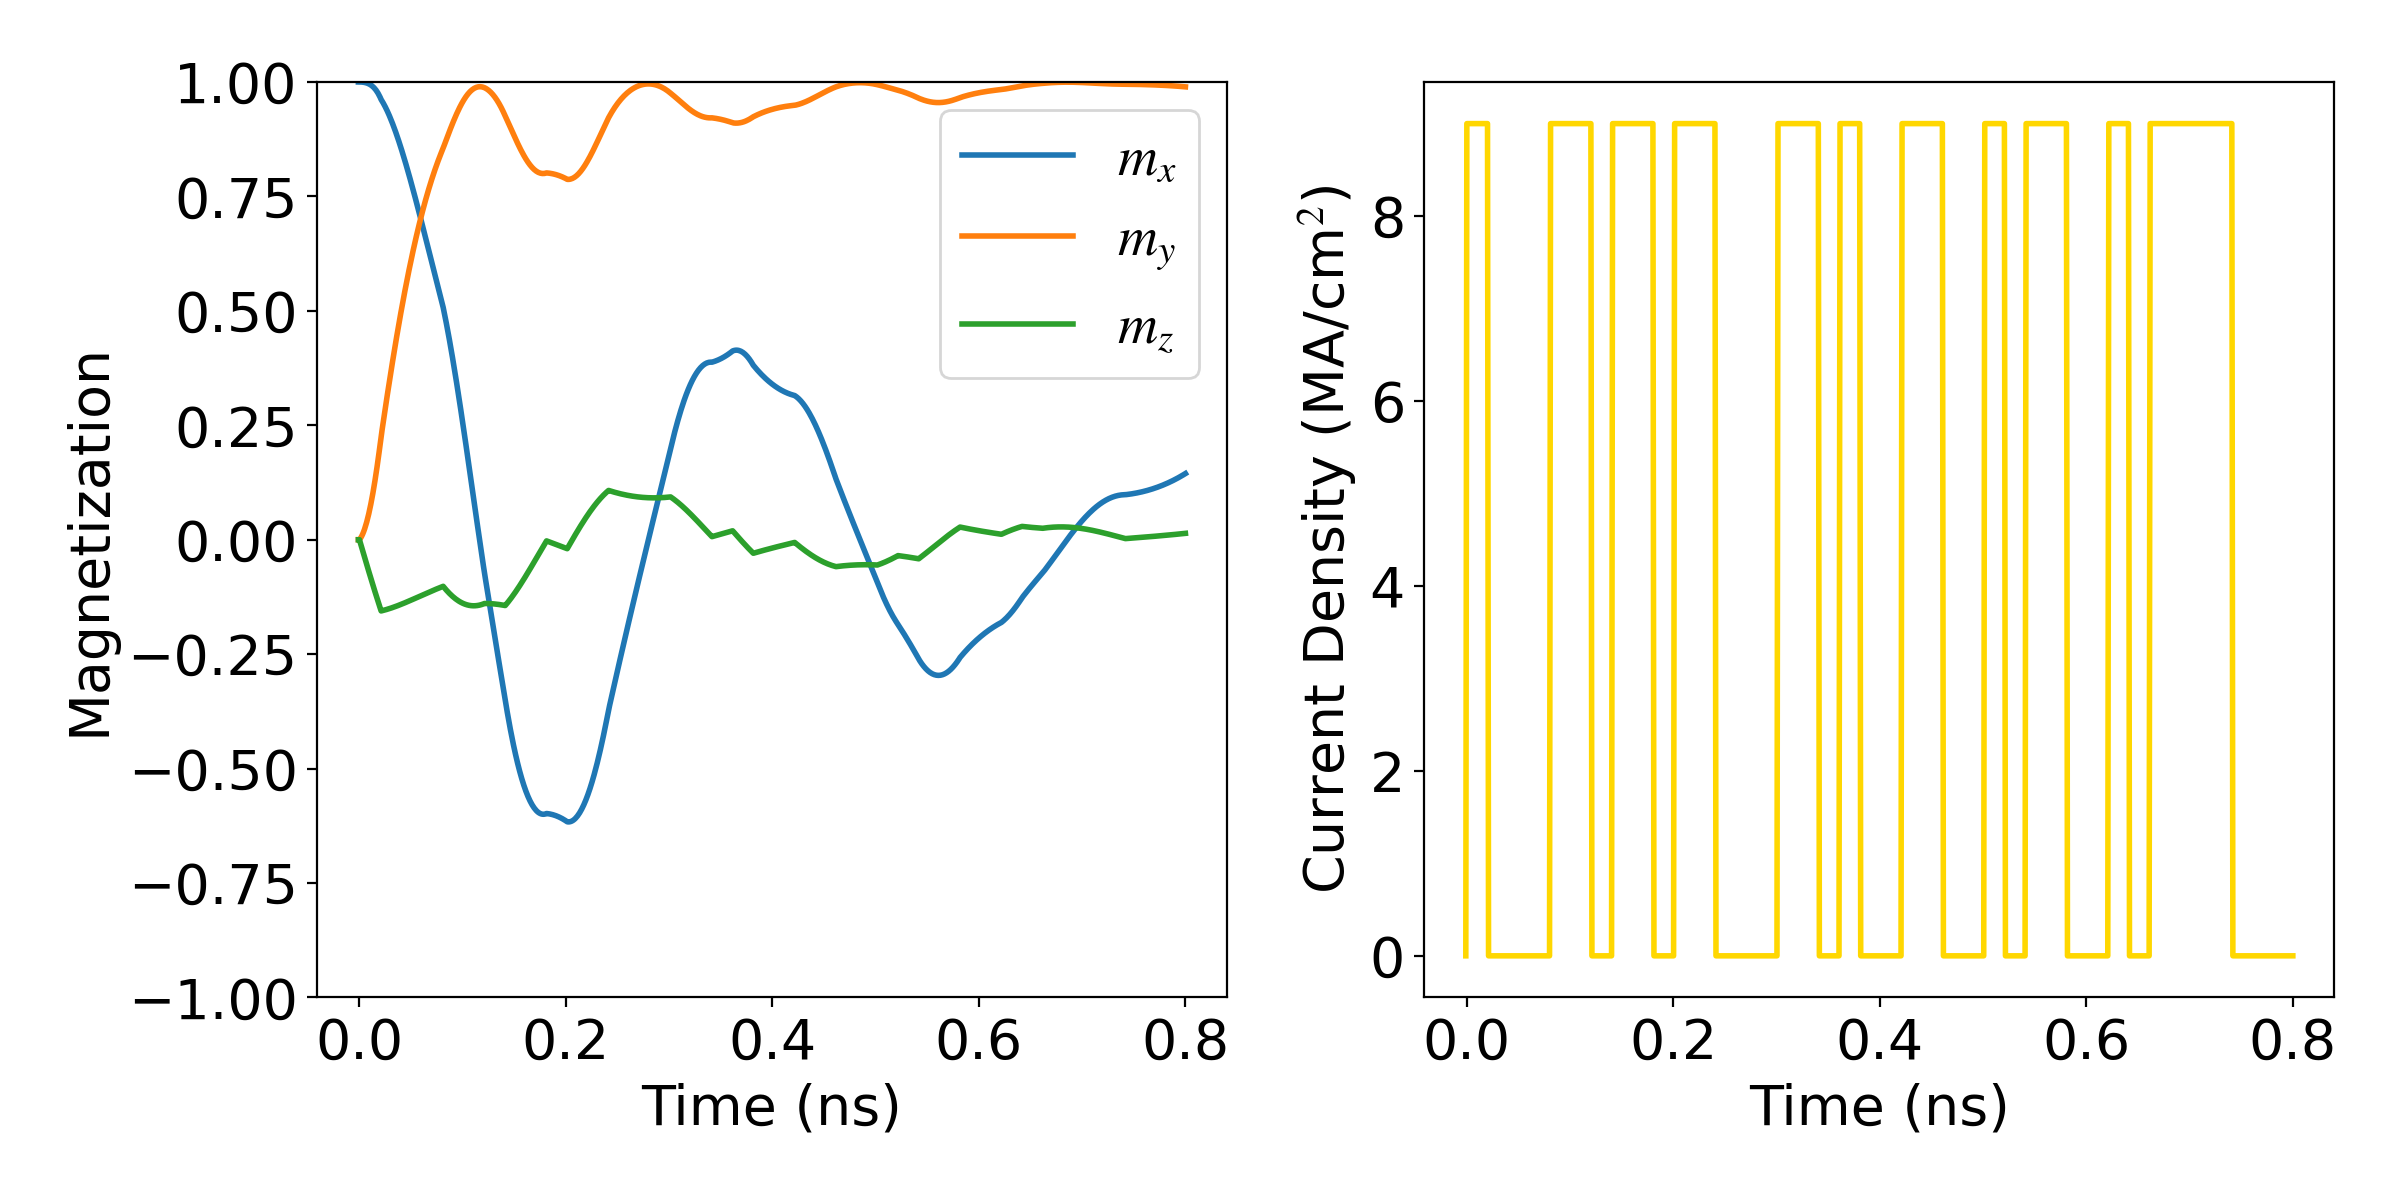 1.00
0.75
0.50
0.25
0.00
−0.25
−0.50
−0.75
−1.00
Magnetization
0.0 0.2 0.4 0.6 0.8
Time (ns)
m_x
m_y
m_z
8
6
4
2
0
Current Density (MA/cm²)
0.0 0.2 0.4 0.6 0.8
Time (ns)